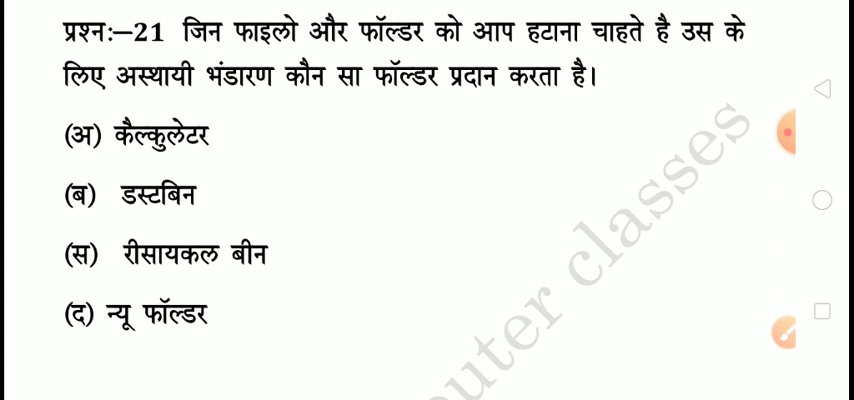 प्रश्न:–21 जिन फाइलो और फॉल्डर को आप हटाना चाहते है उस के
लिए अस्थायी भंडारण कौन सा फॉल्डर प्रदान करता है।
(अ) कैल्कुलेटर
(ब) डस्टबिन
(स) रीसायकल बीन
(द) न्यू फॉल्डर
classes